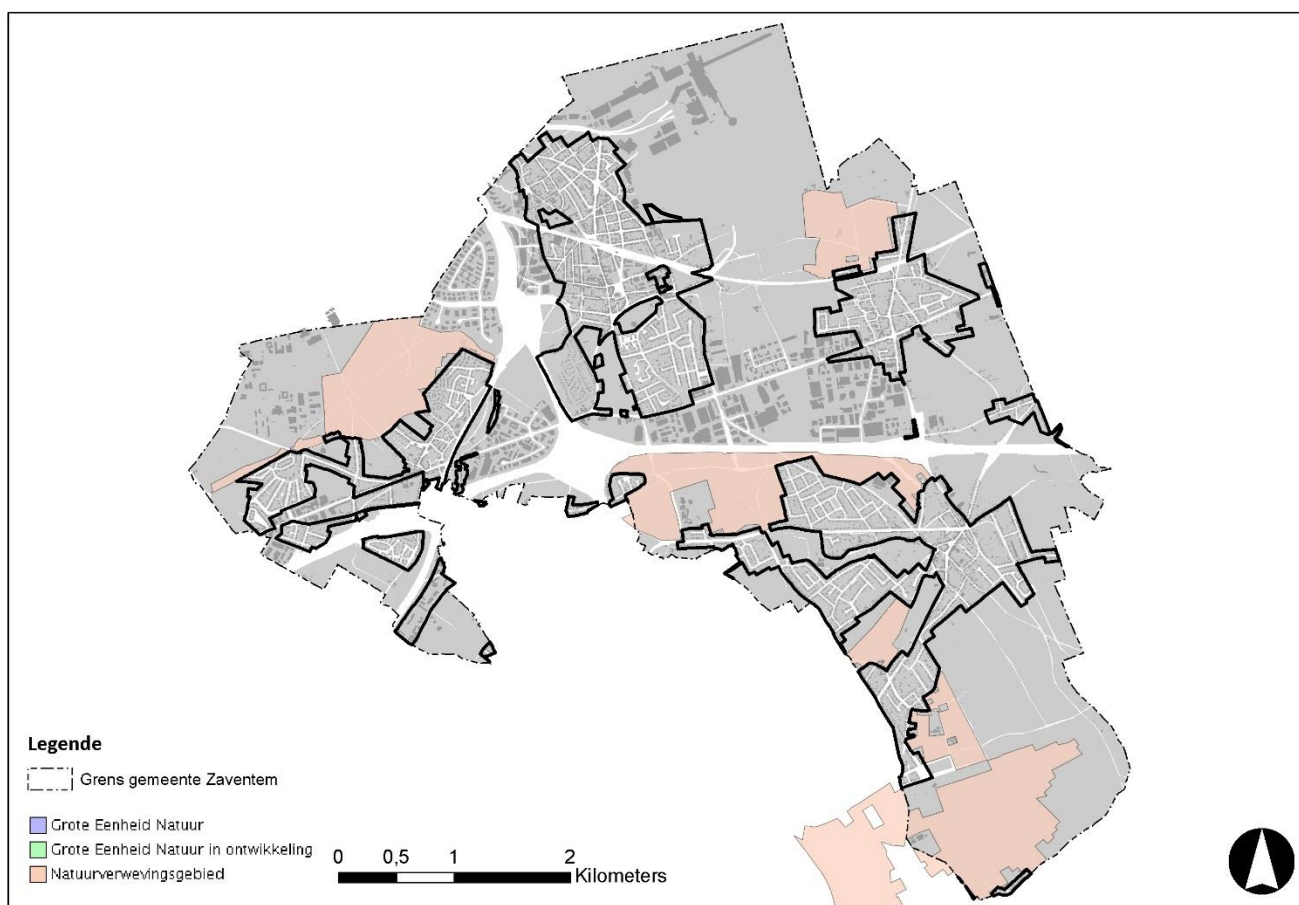 Legende
Grens gemeente Zaventem
Grote Eenheid Natuur
Grote Eenheid Natuur in ontwikkeling
Natuurverwevingsgebied
0 0,5 1 2
Kilometers